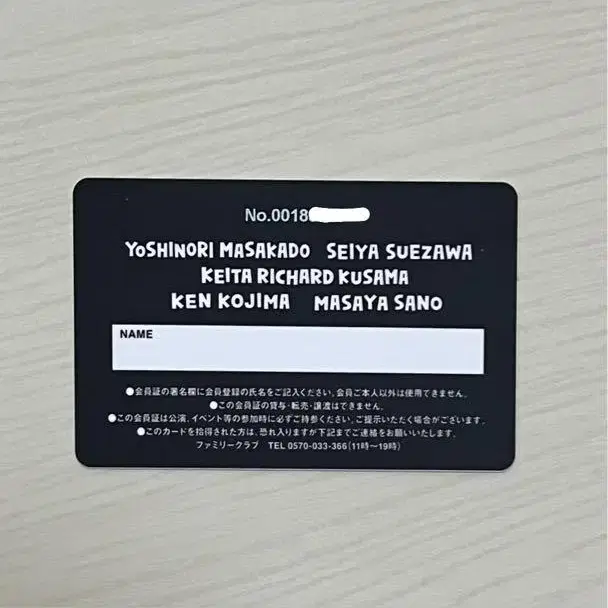 No.0018
YOSHINORI MASAKADO SEIYA SUEZAWA
KEITA RICHARD KUSAMA
KEN KOJIMA MASAYA SANO
NAME
●会員証の署名欄に会員登録の氏名をご記入ください。会員ご本人以外は使用できません。
●この会員証の貸与・転売・譲渡はできません。
●この会員証は公演、イベント等の参加時に必ずご持参ください。ご提示いただく場合がございます。
●このカードを拾得された方は、恐れ入りますが下記までご連絡をお願いいたします。
ファミリークラブ TEL 0570-033-366(11時〜19時)